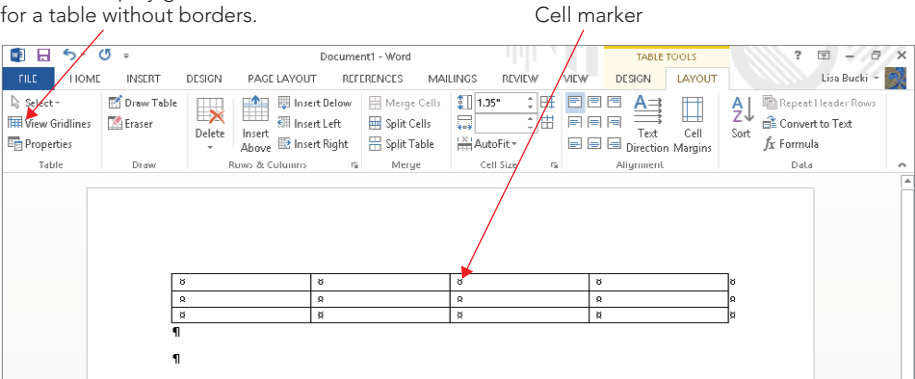 for a table without borders.
Cell marker
Document1 - Word
TABLE TOOLS
FILE HOME INSERT DESIGN PAGE LAYOUT REFERENCES MAILINGS REVIEW VIEW DESIGN LAYOUT Lisa Bucki
Select Draw Table Insert Below Merge Cells 1.35" Repeat Header Rows
View Gridlines Eraser Delete Insert Above Insert Left Split Cells Text Direction Cell Margins Sort Convert to Text
Properties Insert Right Split Table AutoFit Formula
Table Draw Rows & Columns Merge Cell Size Alignment Data
¤ ¤ ¤ ¤ ¤
¤ ¤ ¤ ¤ ¤
¤ ¤ ¤ ¤ ¤
¶
¶